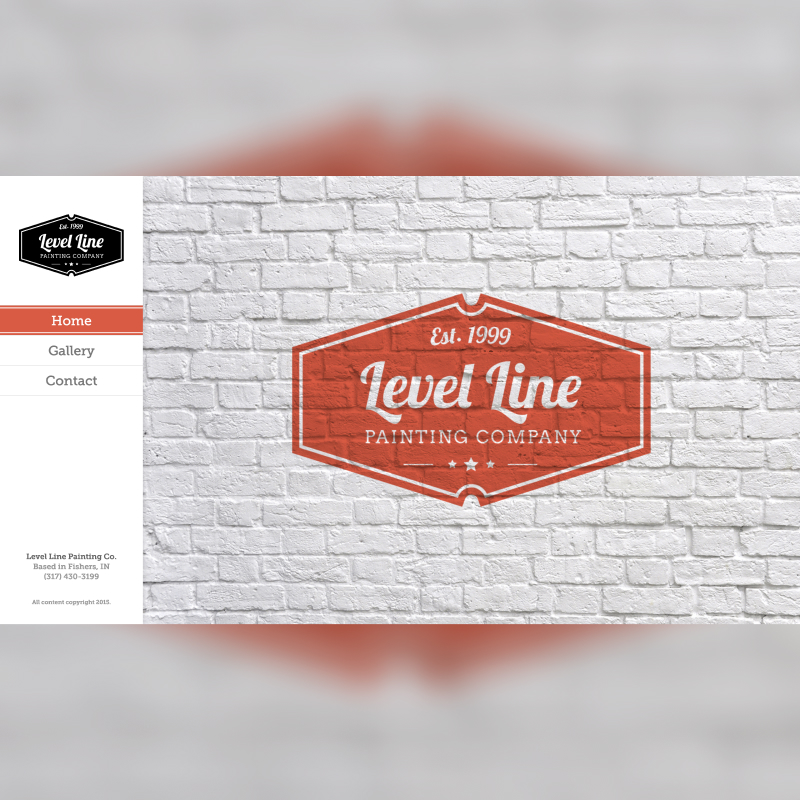 Est. 1999
Level Line
PAINTING COMPANY
Home
Gallery
Contact
Level Line Painting Co.
Based in Fishers, IN
(317) 430-3199
All content copyright 2015.
Est. 1999
Level Line
PAINTING COMPANY